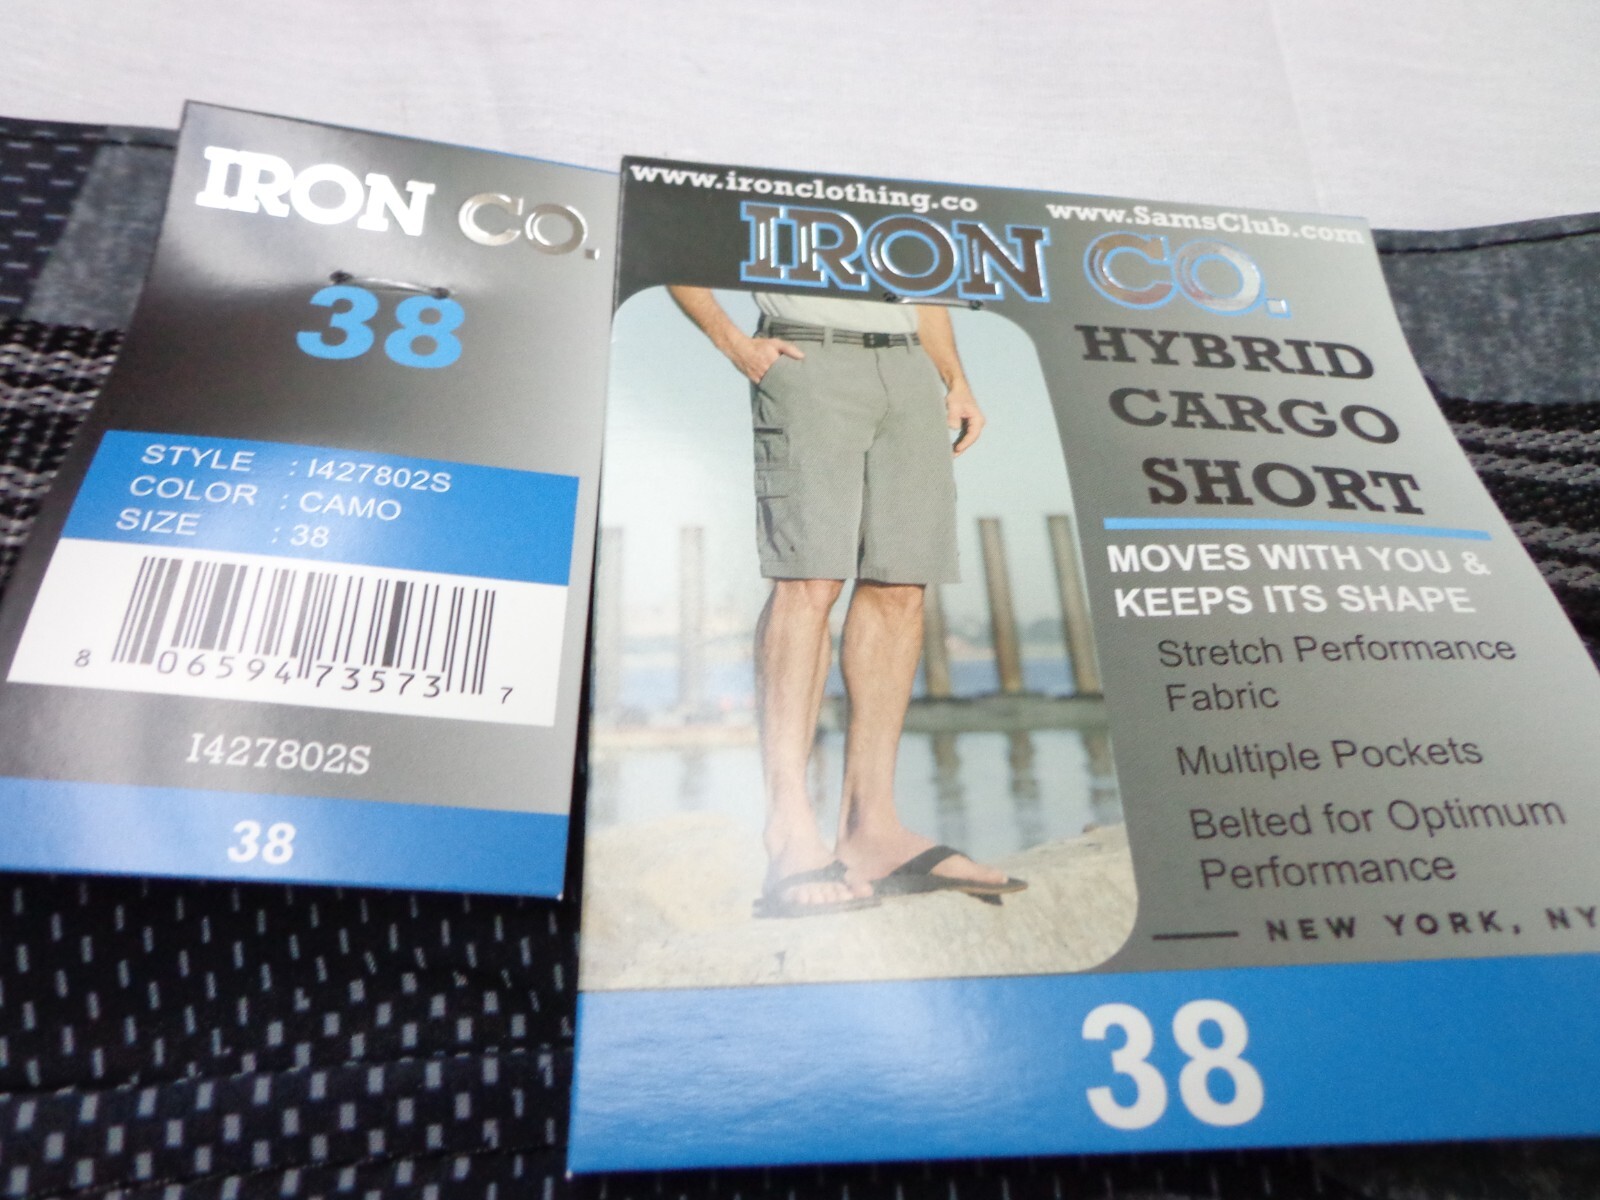 IRON CO.
38
STYLE : I427802S
COLOR : CAMO
SIZE : 38
8 06594 73573 7
I427802S
38
www.ironclothing.co www.SamsClub.com
IRON CO.
HYBRID
CARGO
SHORT
MOVES WITH YOU &
KEEPS ITS SHAPE
Stretch Performance
Fabric
Multiple Pockets
Belted for Optimum
Performance
NEW YORK, NY
38